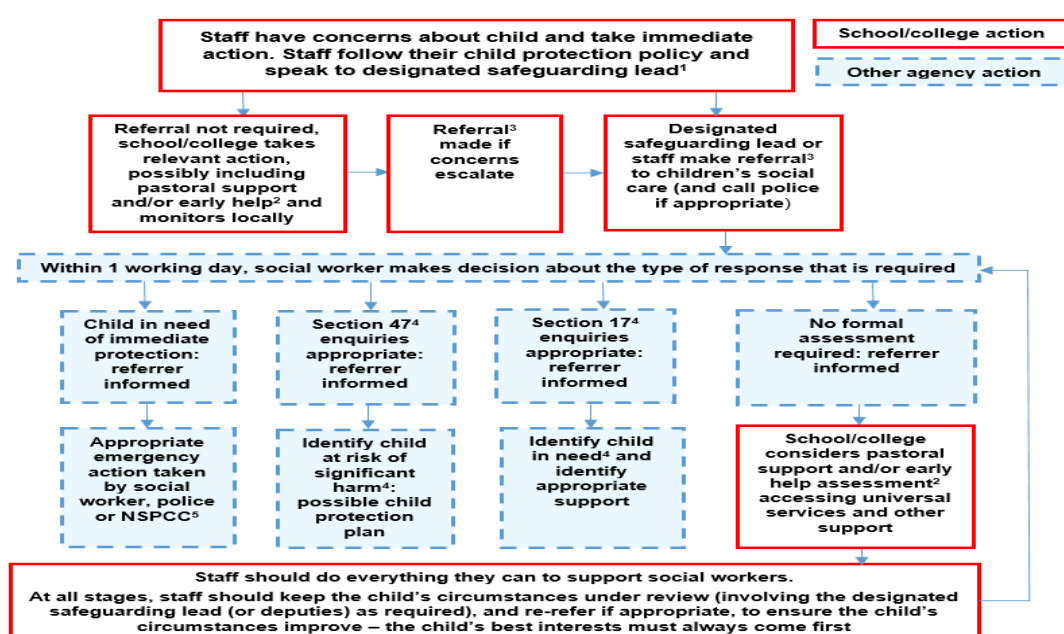 Staff have concerns about child and take immediate
action. Staff follow their child protection policy and
speak to designated safeguarding lead¹
School/college action
Other agency action
Referral not required,
school/college takes
relevant action,
possibly including
pastoral support
and/or early help² and
monitors locally
Referral³
made if
concerns
escalate
Designated
safeguarding lead or
staff make referral³
to children’s social
care (and call police
if appropriate)
Within 1 working day, social worker makes decision about the type of response that is required
Child in need
of immediate
protection:
referrer
informed
Section 47⁴
enquiries
appropriate:
referrer
informed
Section 17⁴
enquiries
appropriate:
referrer
informed
No formal
assessment
required: referrer
informed
Appropriate
emergency
action taken
by social
worker, police
or NSPCC⁵
Identify child
at risk of
significant
harm⁴:
possible child
protection
plan
Identify child
in need⁴ and
identify
appropriate
support
School/college
considers pastoral
support and/or early
help assessment²
accessing universal
services and other
support
Staff should do everything they can to support social workers.
At all stages, staff should keep the child’s circumstances under review (involving the designated
safeguarding lead (or deputies) as required), and re-refer if appropriate, to ensure the child’s
circumstances improve – the child’s best interests must always come first